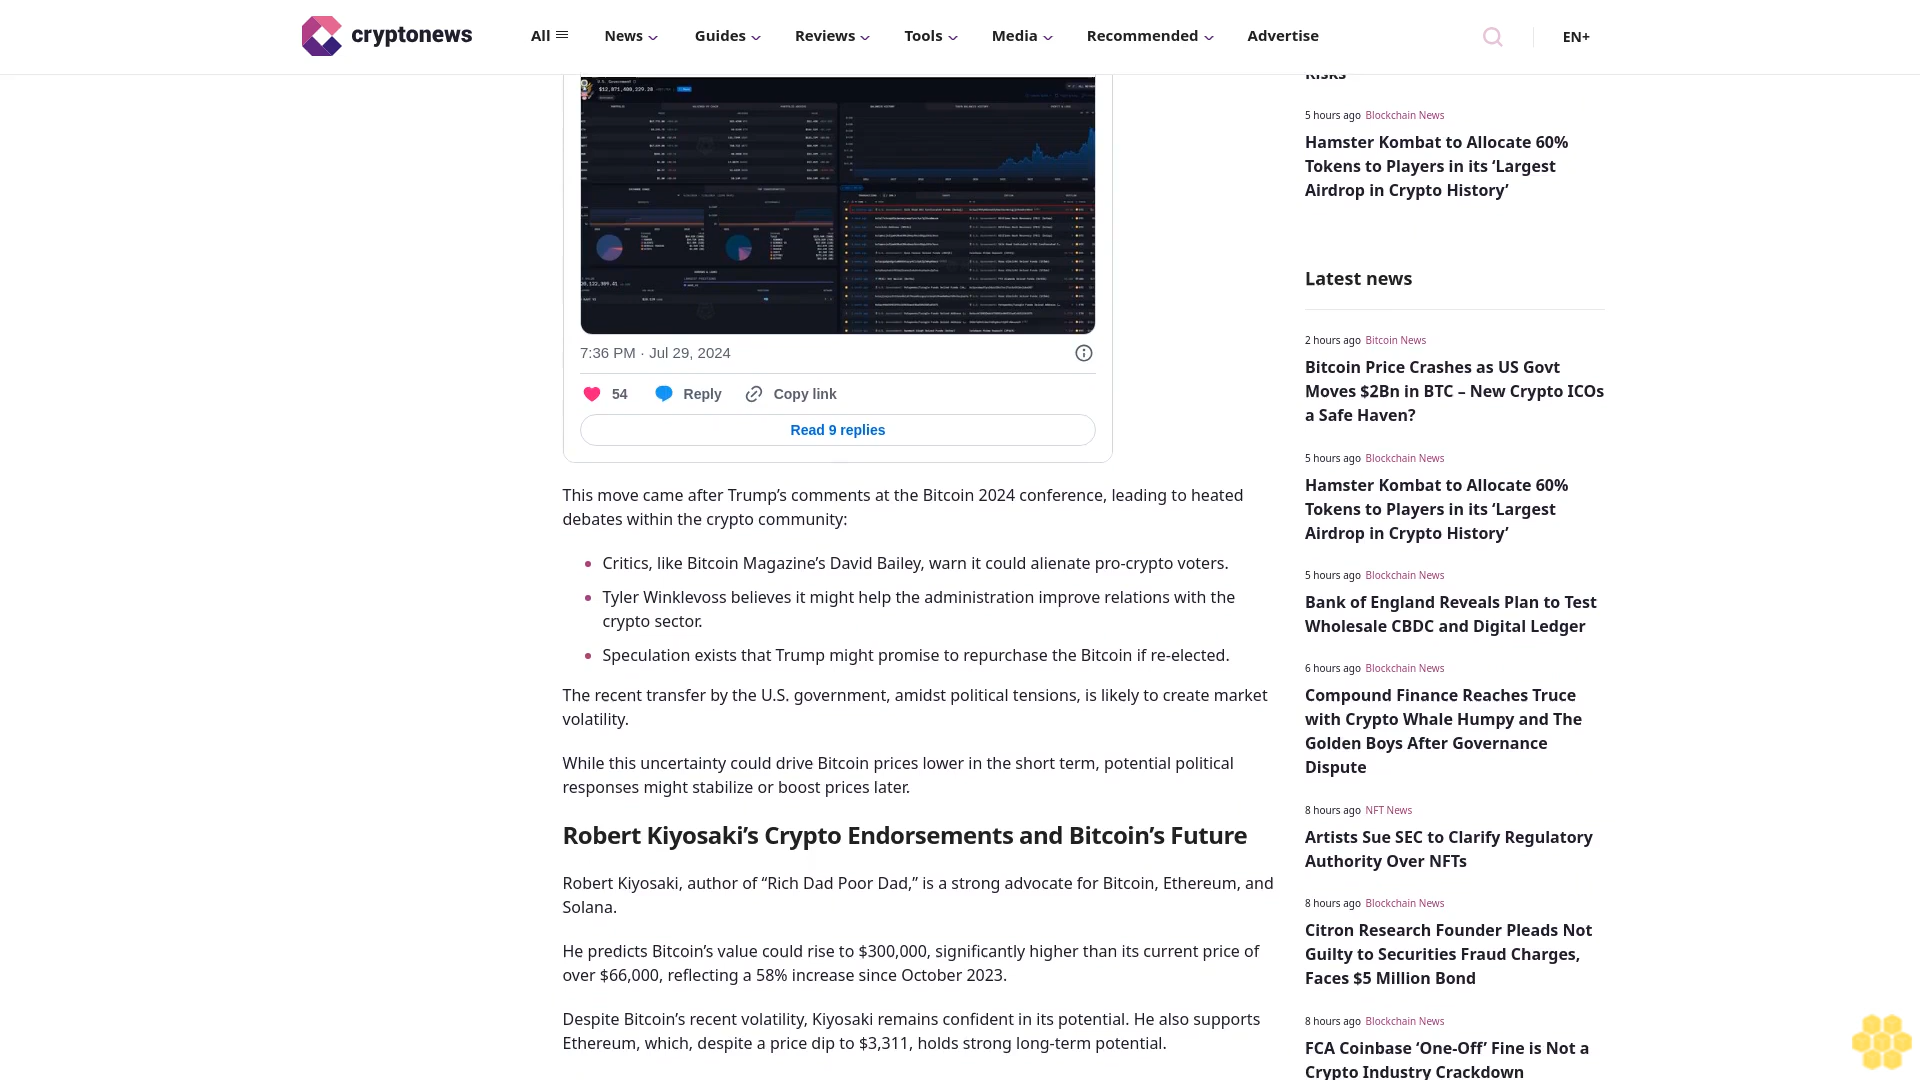 cryptonews
All
News
Guides
Reviews
Tools
Media
Recommended
Advertise
EN+
7:36 PM · Jul 29, 2024
54
Reply
Copy link
Read 9 replies
This move came after Trump’s comments at the Bitcoin 2024 conference, leading to heated
debates within the crypto community:
Critics, like Bitcoin Magazine’s David Bailey, warn it could alienate pro-crypto voters.
Tyler Winklevoss believes it might help the administration improve relations with the
crypto sector.
Speculation exists that Trump might promise to repurchase the Bitcoin if re-elected.
The recent transfer by the U.S. government, amidst political tensions, is likely to create market
volatility.
While this uncertainty could drive Bitcoin prices lower in the short term, potential political
responses might stabilize or boost prices later.
Robert Kiyosaki’s Crypto Endorsements and Bitcoin’s Future
Robert Kiyosaki, author of “Rich Dad Poor Dad,” is a strong advocate for Bitcoin, Ethereum, and
Solana.
He predicts Bitcoin’s value could rise to $300,000, significantly higher than its current price of
over $66,000, reflecting a 58% increase since October 2023.
Despite Bitcoin’s recent volatility, Kiyosaki remains confident in its potential. He also supports
Ethereum, which, despite a price dip to $3,311, holds strong long-term potential.
Risks
5 hours ago Blockchain News
Hamster Kombat to Allocate 60%
Tokens to Players in its ‘Largest
Airdrop in Crypto History’
Latest news
2 hours ago Bitcoin News
Bitcoin Price Crashes as US Govt
Moves $2Bn in BTC – New Crypto ICOs
a Safe Haven?
5 hours ago Blockchain News
Hamster Kombat to Allocate 60%
Tokens to Players in its ‘Largest
Airdrop in Crypto History’
5 hours ago Blockchain News
Bank of England Reveals Plan to Test
Wholesale CBDC and Digital Ledger
6 hours ago Blockchain News
Compound Finance Reaches Truce
with Crypto Whale Humpy and The
Golden Boys After Governance
Dispute
8 hours ago NFT News
Artists Sue SEC to Clarify Regulatory
Authority Over NFTs
8 hours ago Blockchain News
Citron Research Founder Pleads Not
Guilty to Securities Fraud Charges,
Faces $5 Million Bond
8 hours ago Blockchain News
FCA Coinbase ‘One-Off’ Fine is Not a
Crypto Industry Crackdown